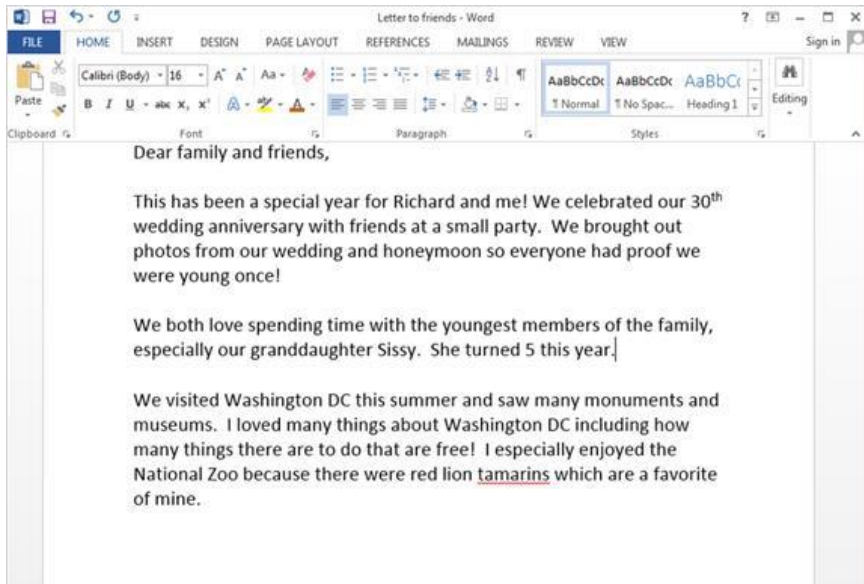 Letter to friends - Word
?
FILE HOME INSERT DESIGN PAGE LAYOUT REFERENCES MAILINGS REVIEW VIEW Sign in
Paste
Calibri (Body) 16 A A Aa
B I U abc x, x' A ab A
AaBbCcDc AaBbCcDc AaBbCc
¶ Normal ¶ No Spac... Heading 1
Editing
Clipboard Font Paragraph Styles
Dear family and friends,
This has been a special year for Richard and me! We celebrated our 30th
wedding anniversary with friends at a small party.  We brought out
photos from our wedding and honeymoon so everyone had proof we
were young once!
We both love spending time with the youngest members of the family,
especially our granddaughter Sissy.  She turned 5 this year.
We visited Washington DC this summer and saw many monuments and
museums.  I loved many things about Washington DC including how
many things there are to do that are free!  I especially enjoyed the
National Zoo because there were red lion tamarins which are a favorite
of mine.